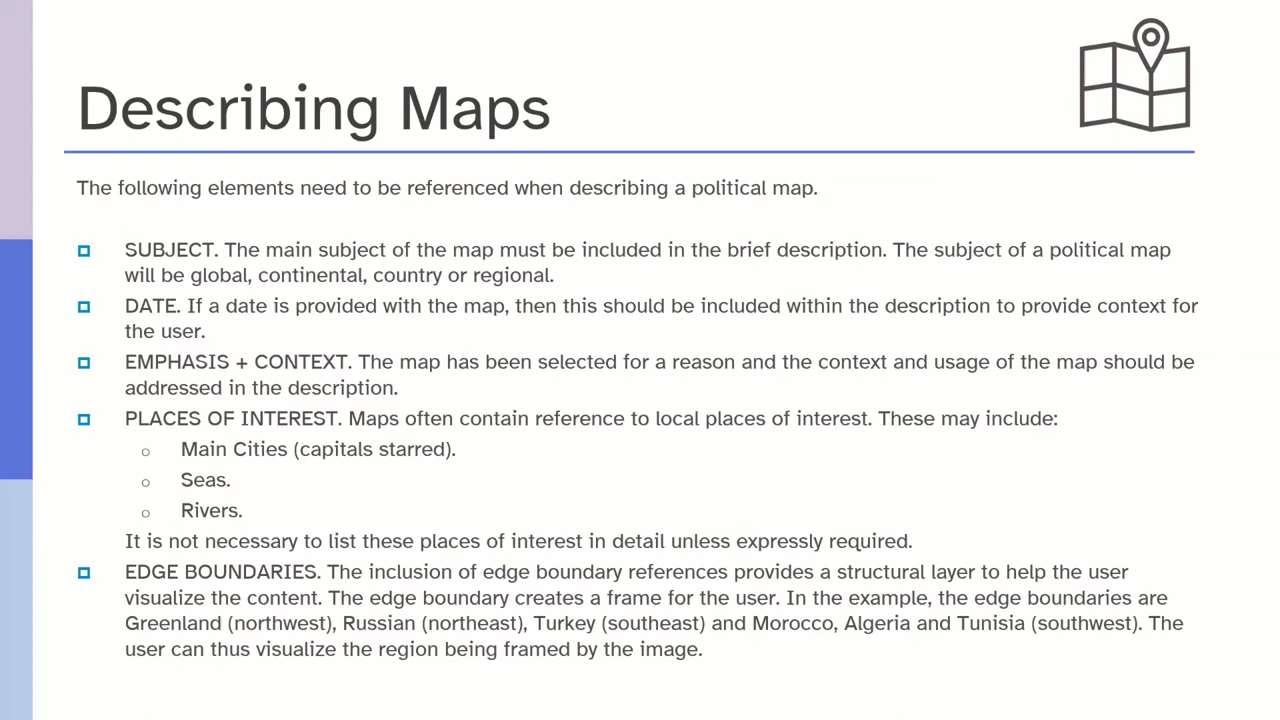 Describing Maps
The following elements need to be referenced when describing a political map.
SUBJECT. The main subject of the map must be included in the brief description. The subject of a political map
will be global, continental, country or regional.
DATE. If a date is provided with the map, then this should be included within the description to provide context for
the user.
EMPHASIS + CONTEXT. The map has been selected for a reason and the context and usage of the map should be
addressed in the description.
PLACES OF INTEREST. Maps often contain reference to local places of interest. These may include:
Main Cities (capitals starred).
Seas.
Rivers.
It is not necessary to list these places of interest in detail unless expressly required.
EDGE BOUNDARIES. The inclusion of edge boundary references provides a structural layer to help the user
visualize the content. The edge boundary creates a frame for the user. In the example, the edge boundaries are
Greenland (northwest), Russian (northeast), Turkey (southeast) and Morocco, Algeria and Tunisia (southwest). The
user can thus visualize the region being framed by the image.